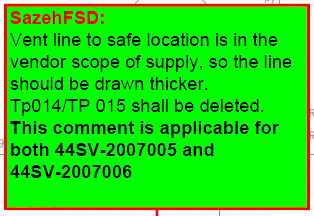 SazehFSD:
Vent line to safe location is in the
vendor scope of supply, so the line
should be drawn thicker.
Tp014/TP 015 shall be deleted.
This comment is applicable for
both 44SV-2007005 and
44SV-2007006